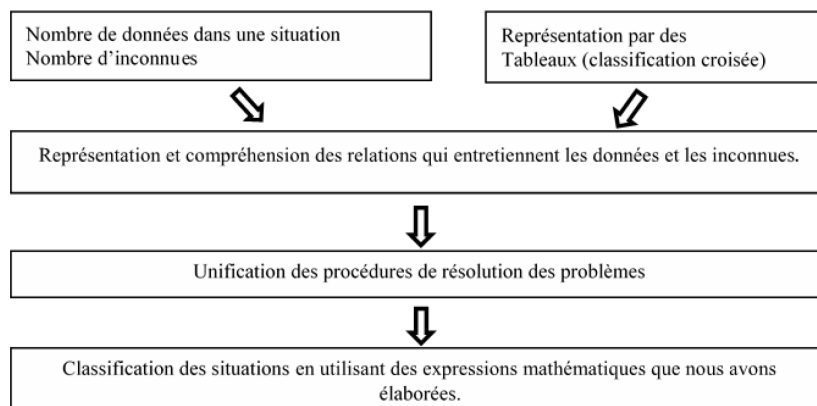 Nombre de données dans une situation
Nombre d'inconnues
Représentation par des
Tableaux (classification croisée)
Représentation et compréhension des relations qui entretiennent les données et les inconnues.
Unification des procédures de résolution des problèmes
Classification des situations en utilisant des expressions mathématiques que nous avons
élaborées.